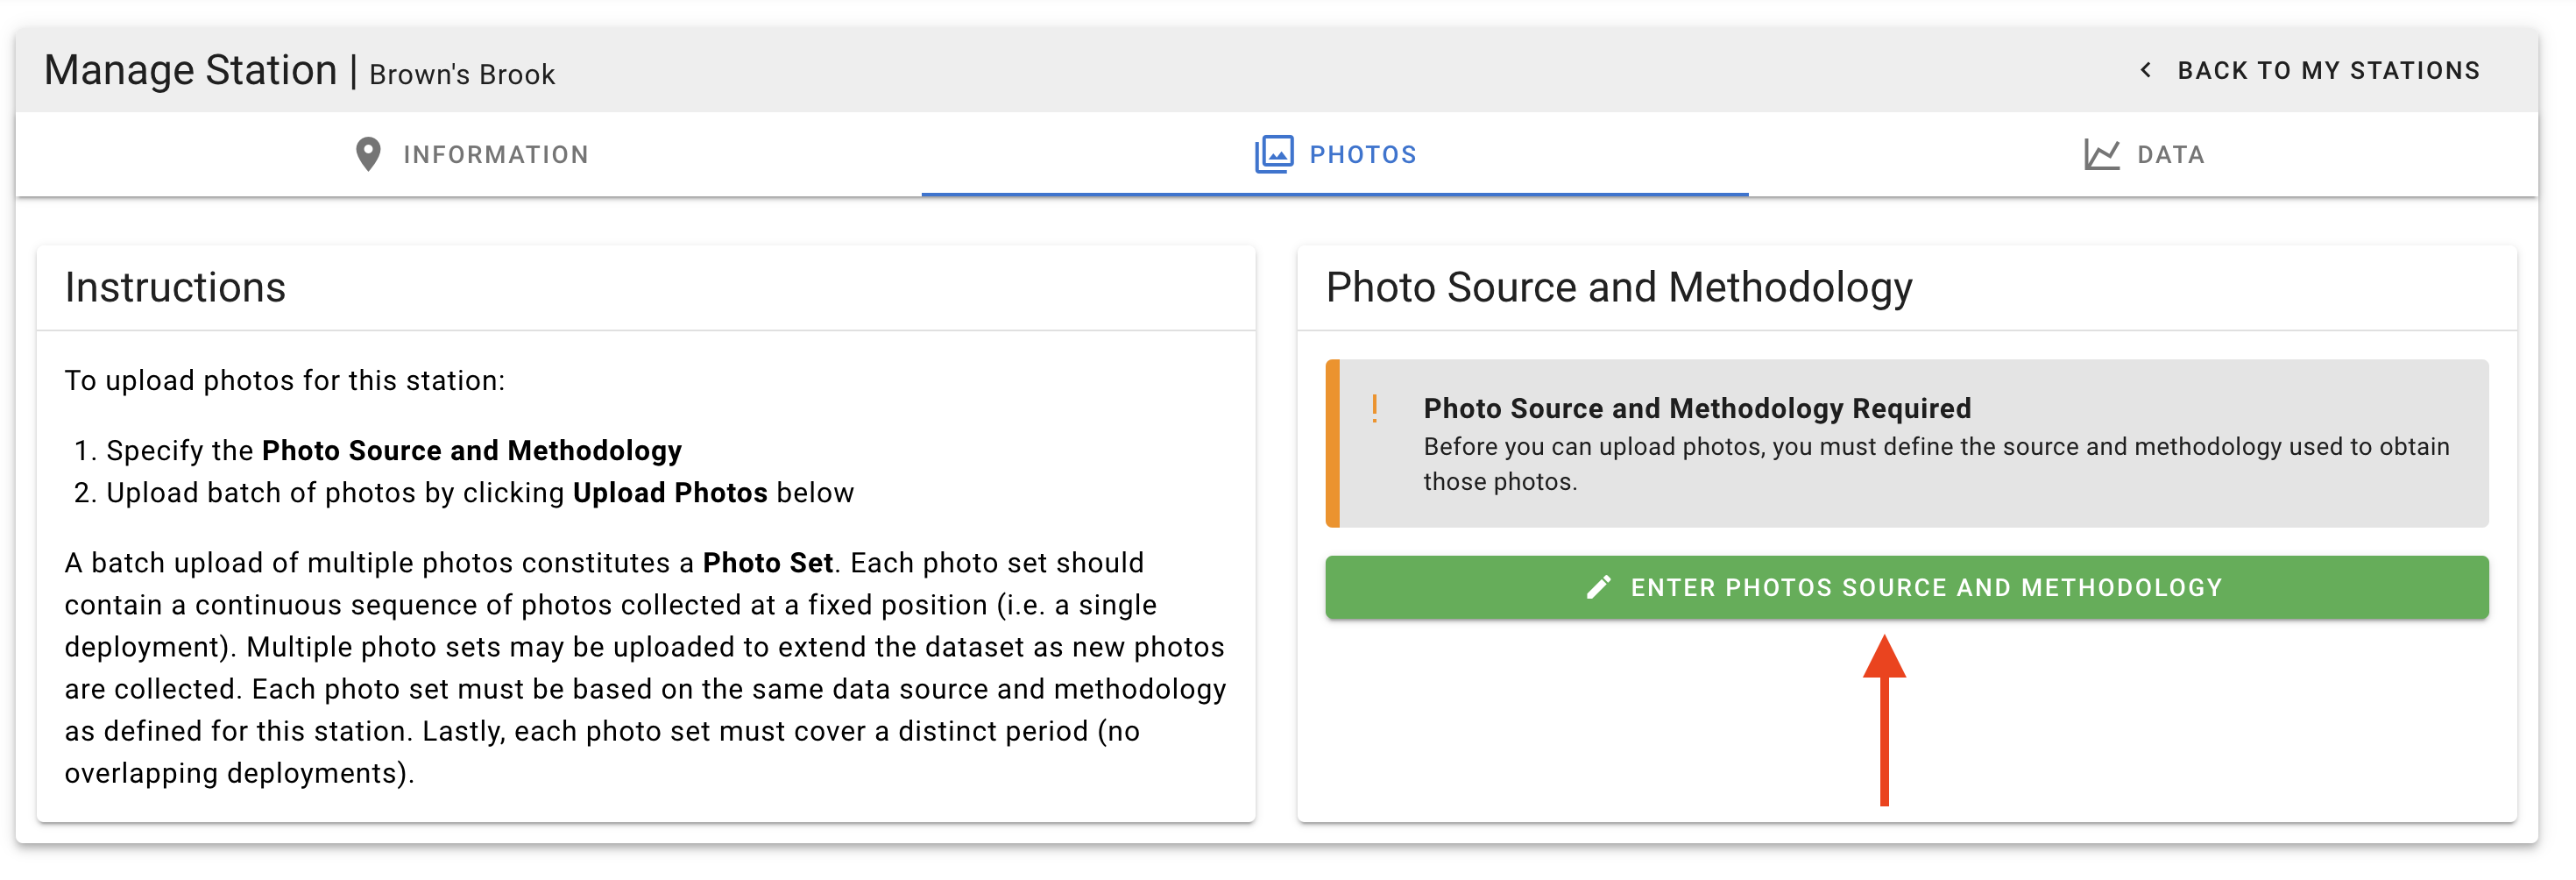 Manage Station | Brown's Brook
BACK TO MY STATIONS
INFORMATION
PHOTOS
DATA
Instructions
To upload photos for this station:
1. Specify the Photo Source and Methodology
2. Upload batch of photos by clicking Upload Photos below
A batch upload of multiple photos constitutes a Photo Set. Each photo set should
contain a continuous sequence of photos collected at a fixed position (i.e. a single
deployment). Multiple photo sets may be uploaded to extend the dataset as new photos
are collected. Each photo set must be based on the same data source and methodology
as defined for this station. Lastly, each photo set must cover a distinct period (no
overlapping deployments).
Photo Source and Methodology
! Photo Source and Methodology Required
Before you can upload photos, you must define the source and methodology used to obtain
those photos.
ENTER PHOTOS SOURCE AND METHODOLOGY